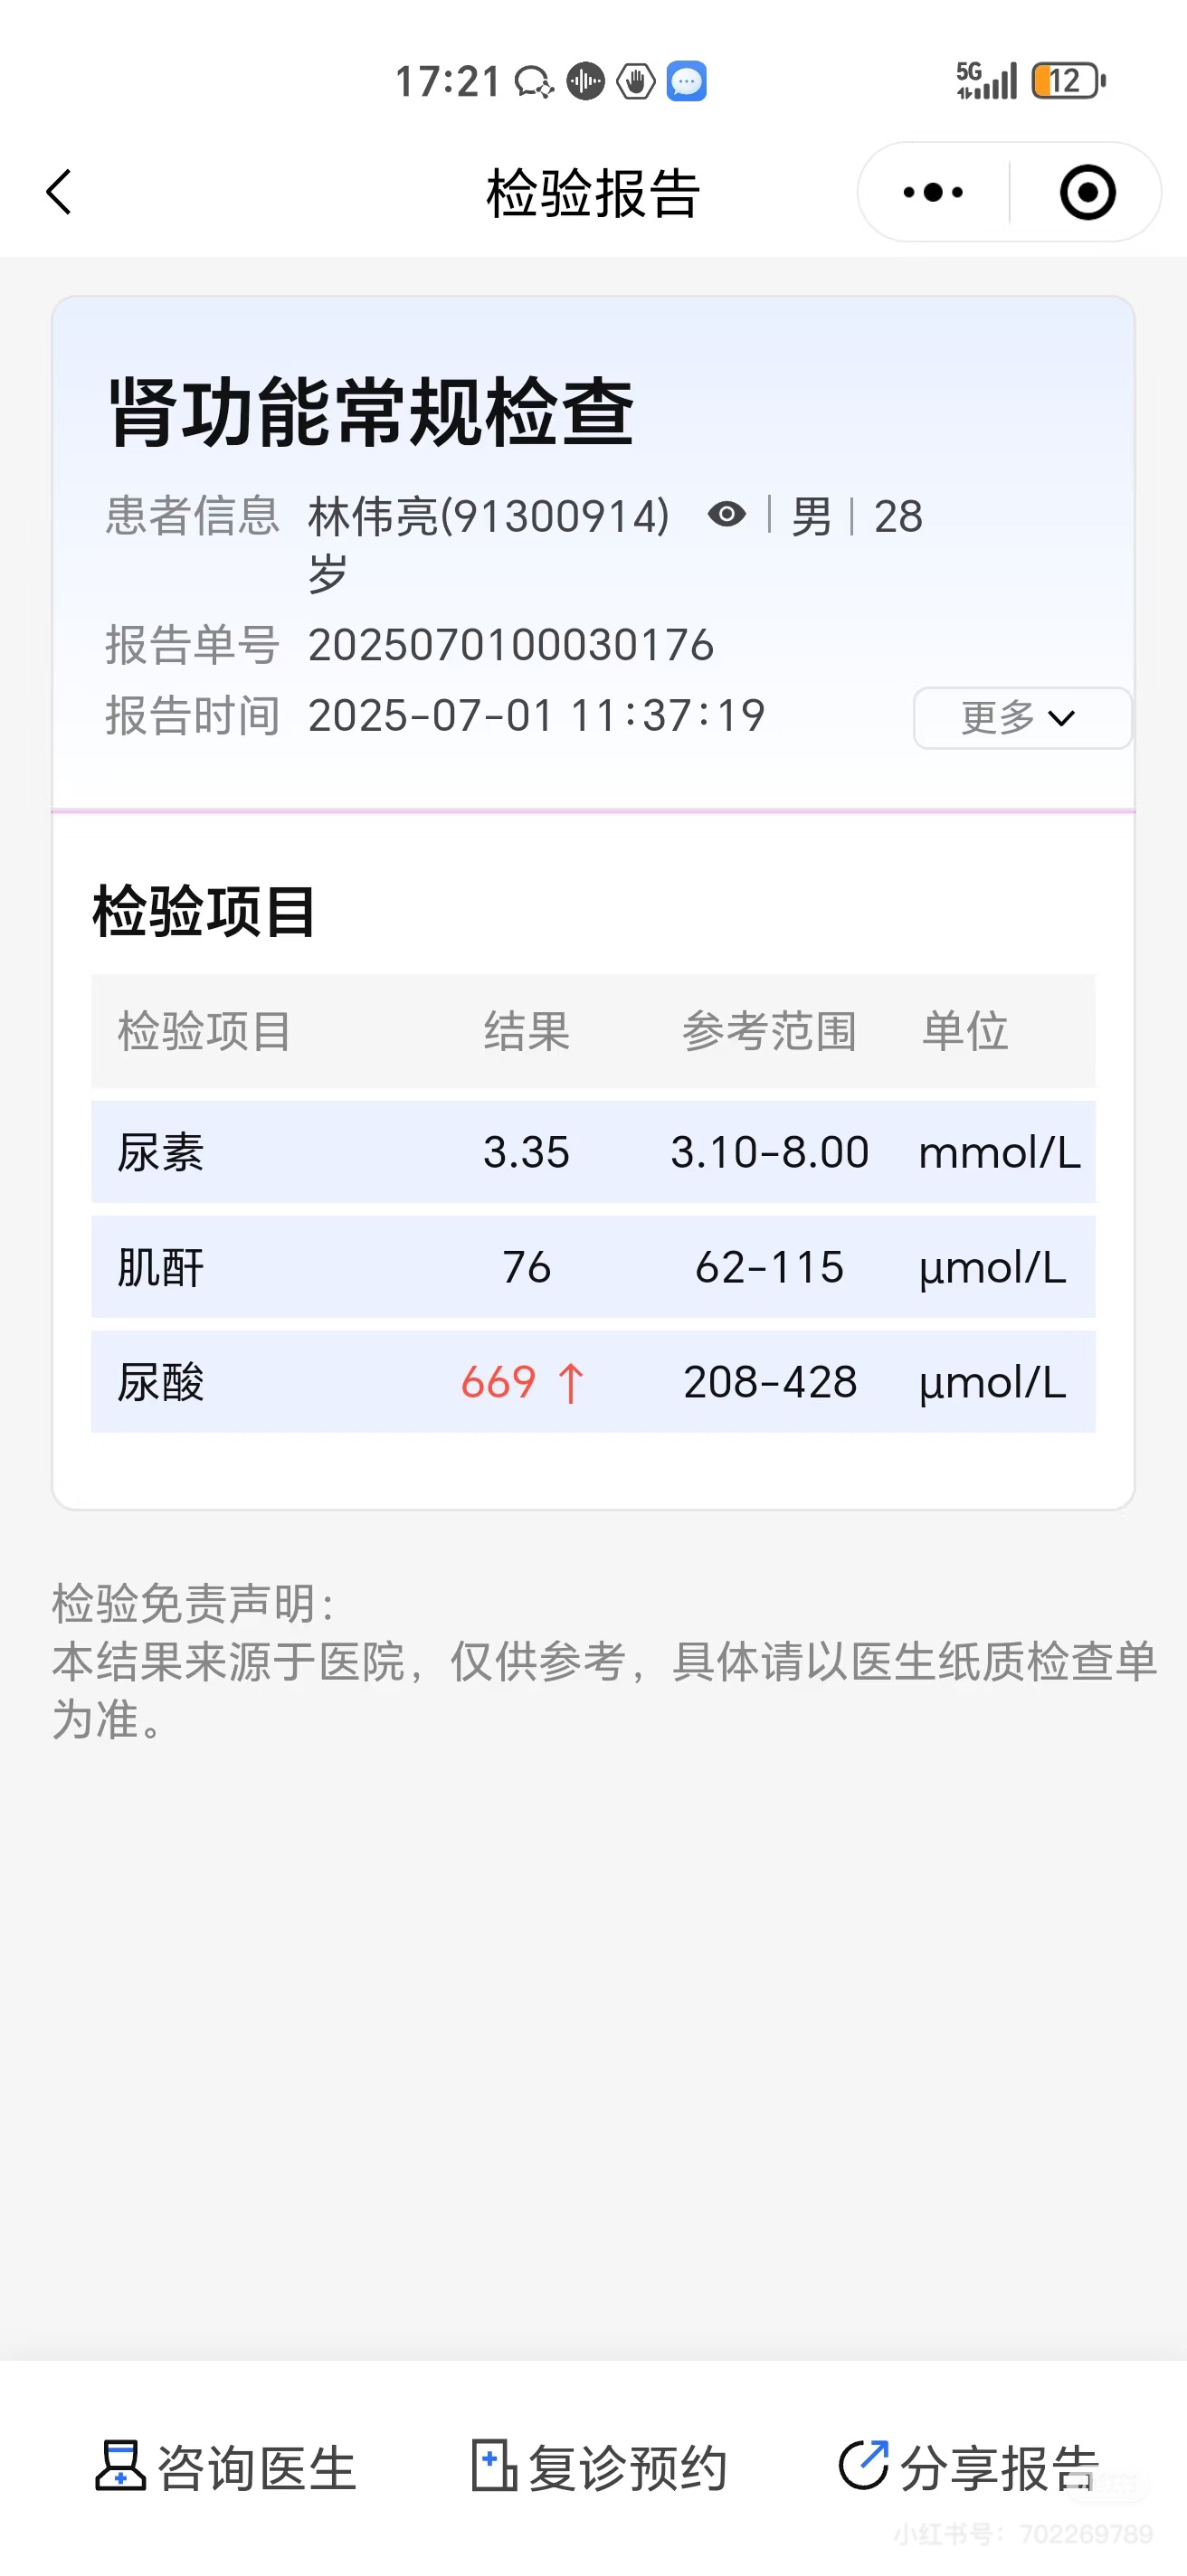 17:21
5G
12
检验报告
肾功能常规检查
患者信息 林伟亮(91300914) | 男 | 28
岁
报告单号 2025070100030176
报告时间 2025-07-01 11:37:19
更多
检验项目
检验项目 结果 参考范围 单位
尿素 3.35 3.10-8.00 mmol/L
肌酐 76 62-115 μmol/L
尿酸 669 ↑ 208-428 μmol/L
检验免责声明：
本结果来源于医院，仅供参考，具体请以医生纸质检查单
为准。
咨询医生 复诊预约 分享报告
小红书号：702269789